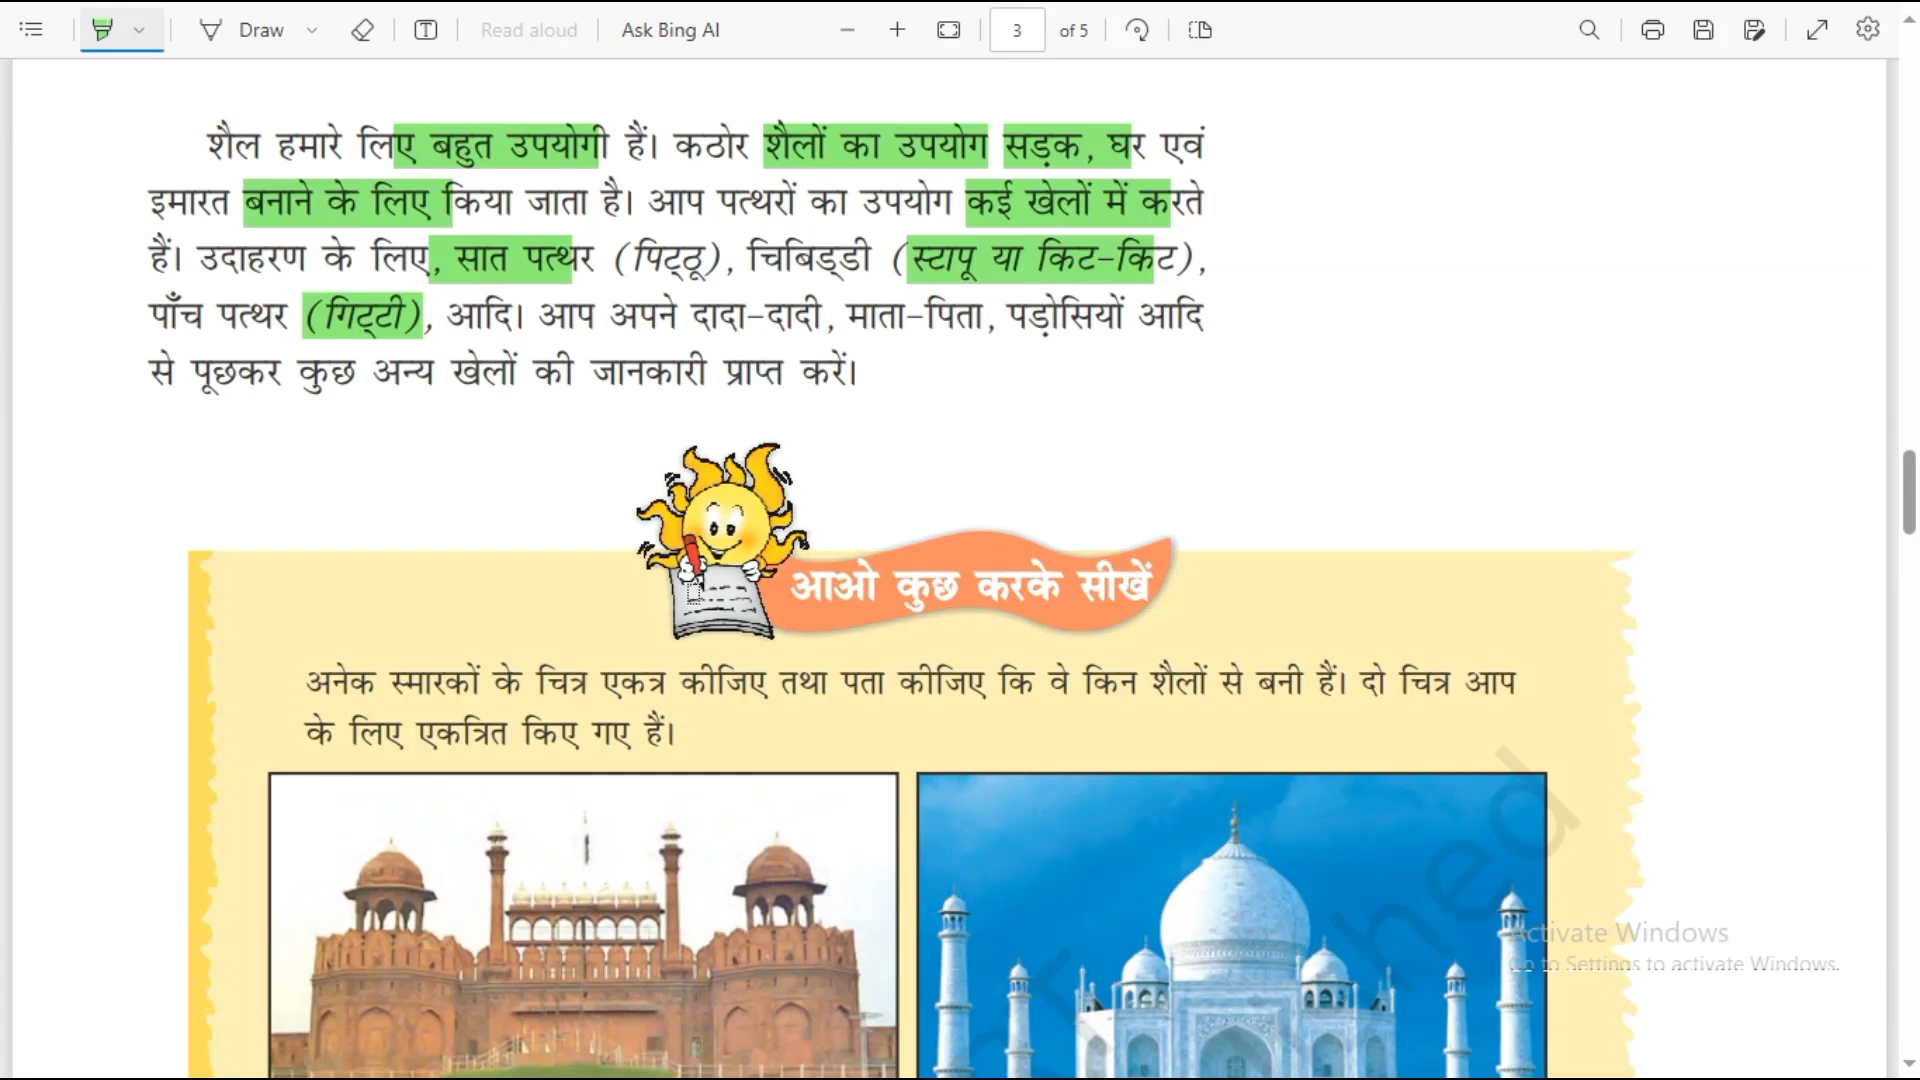 Draw
Read aloud
Ask Bing AI
3
of 5
शैल हमारे लिए बहुत उपयोगी हैं। कठोर शैलों का उपयोग सड़क, घर एवं
इमारत बनाने के लिए किया जाता है। आप पत्थरों का उपयोग कई खेलों में करते
हैं। उदाहरण के लिए, सात पत्थर (पिट्ठू), चिबिड्डी (स्टापू या किट-किट),
पाँच पत्थर (गिट्टी), आदि। आप अपने दादा-दादी, माता-पिता, पड़ोसियों आदि
से पूछकर कुछ अन्य खेलों की जानकारी प्राप्त करें।
आओ कुछ करके सीखें
अनेक स्मारकों के चित्र एकत्र कीजिए तथा पता कीजिए कि वे किन शैलों से बनी हैं। दो चित्र आप
के लिए एकत्रित किए गए हैं।
Activate Windows
Go to Settings to activate Windows.